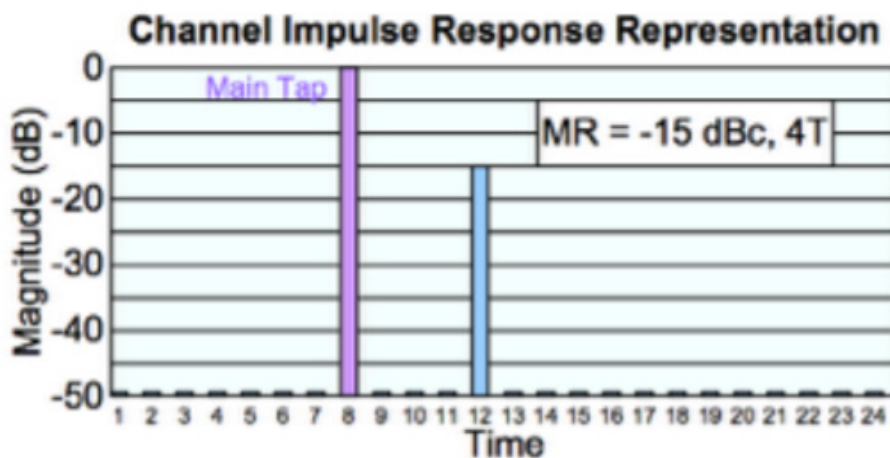 Channel Impulse Response Representation
Main Tap
MR = -15 dBc, 4T
Magnitude (dB)
0
-10
-20
-30
-40
-50
1 2 3 4 5 6 7 8 9 10 11 12 13 14 15 16 17 18 19 20 21 22 23 24
Time